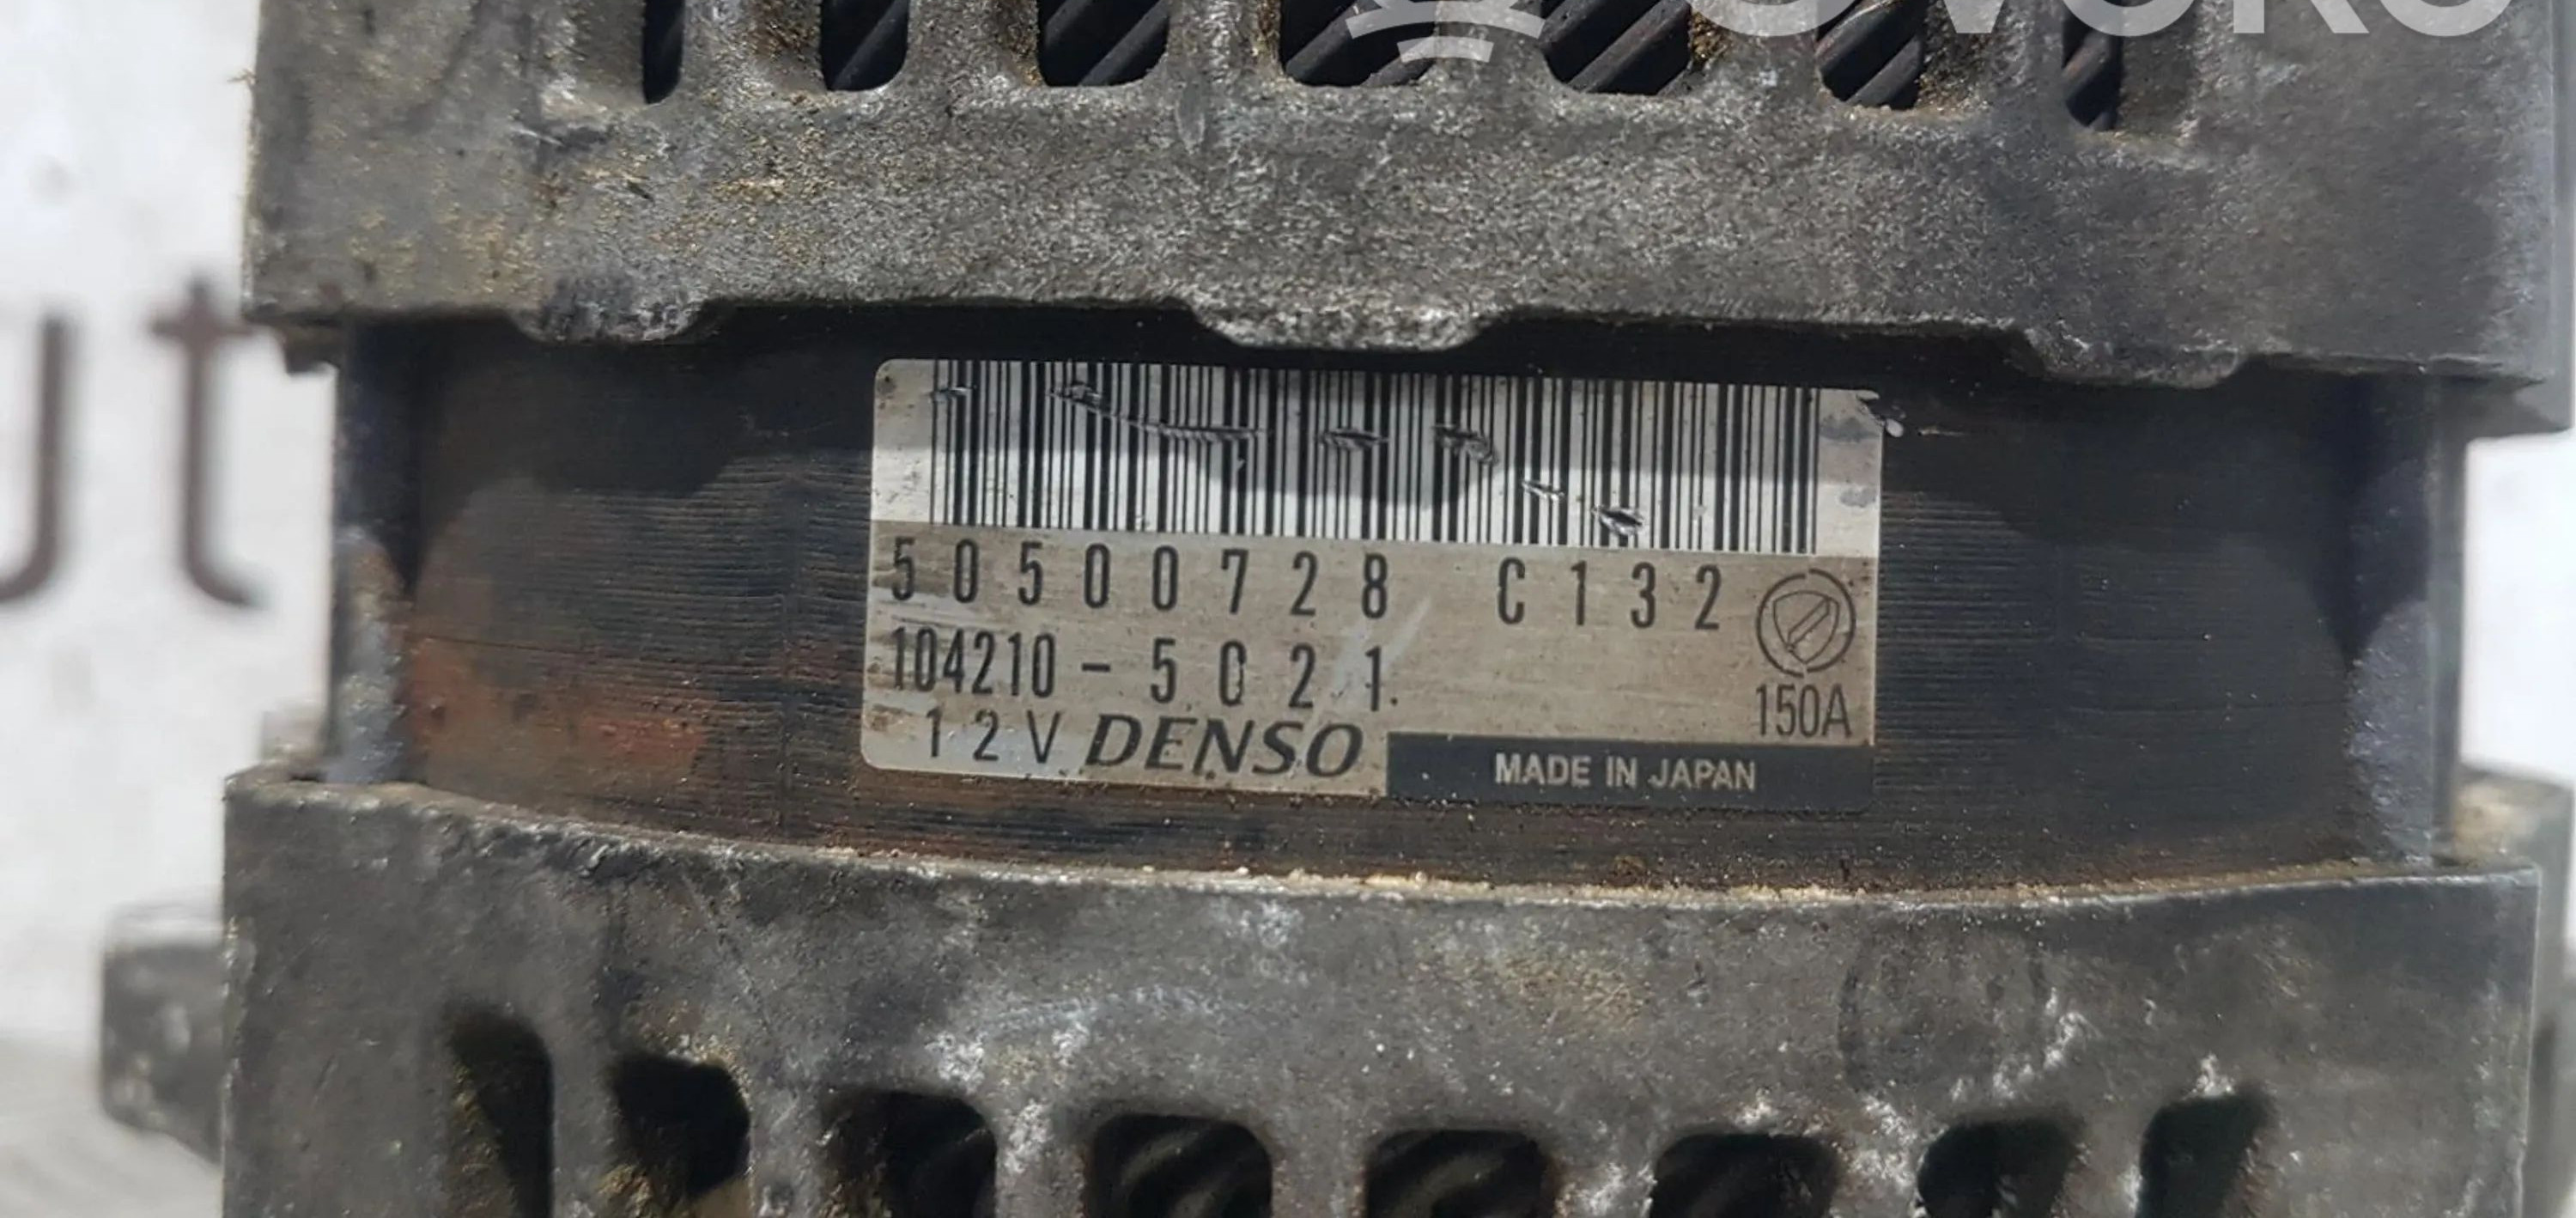 50500728 C132
104210-5021
150A
12V DENSO
MADE IN JAPAN